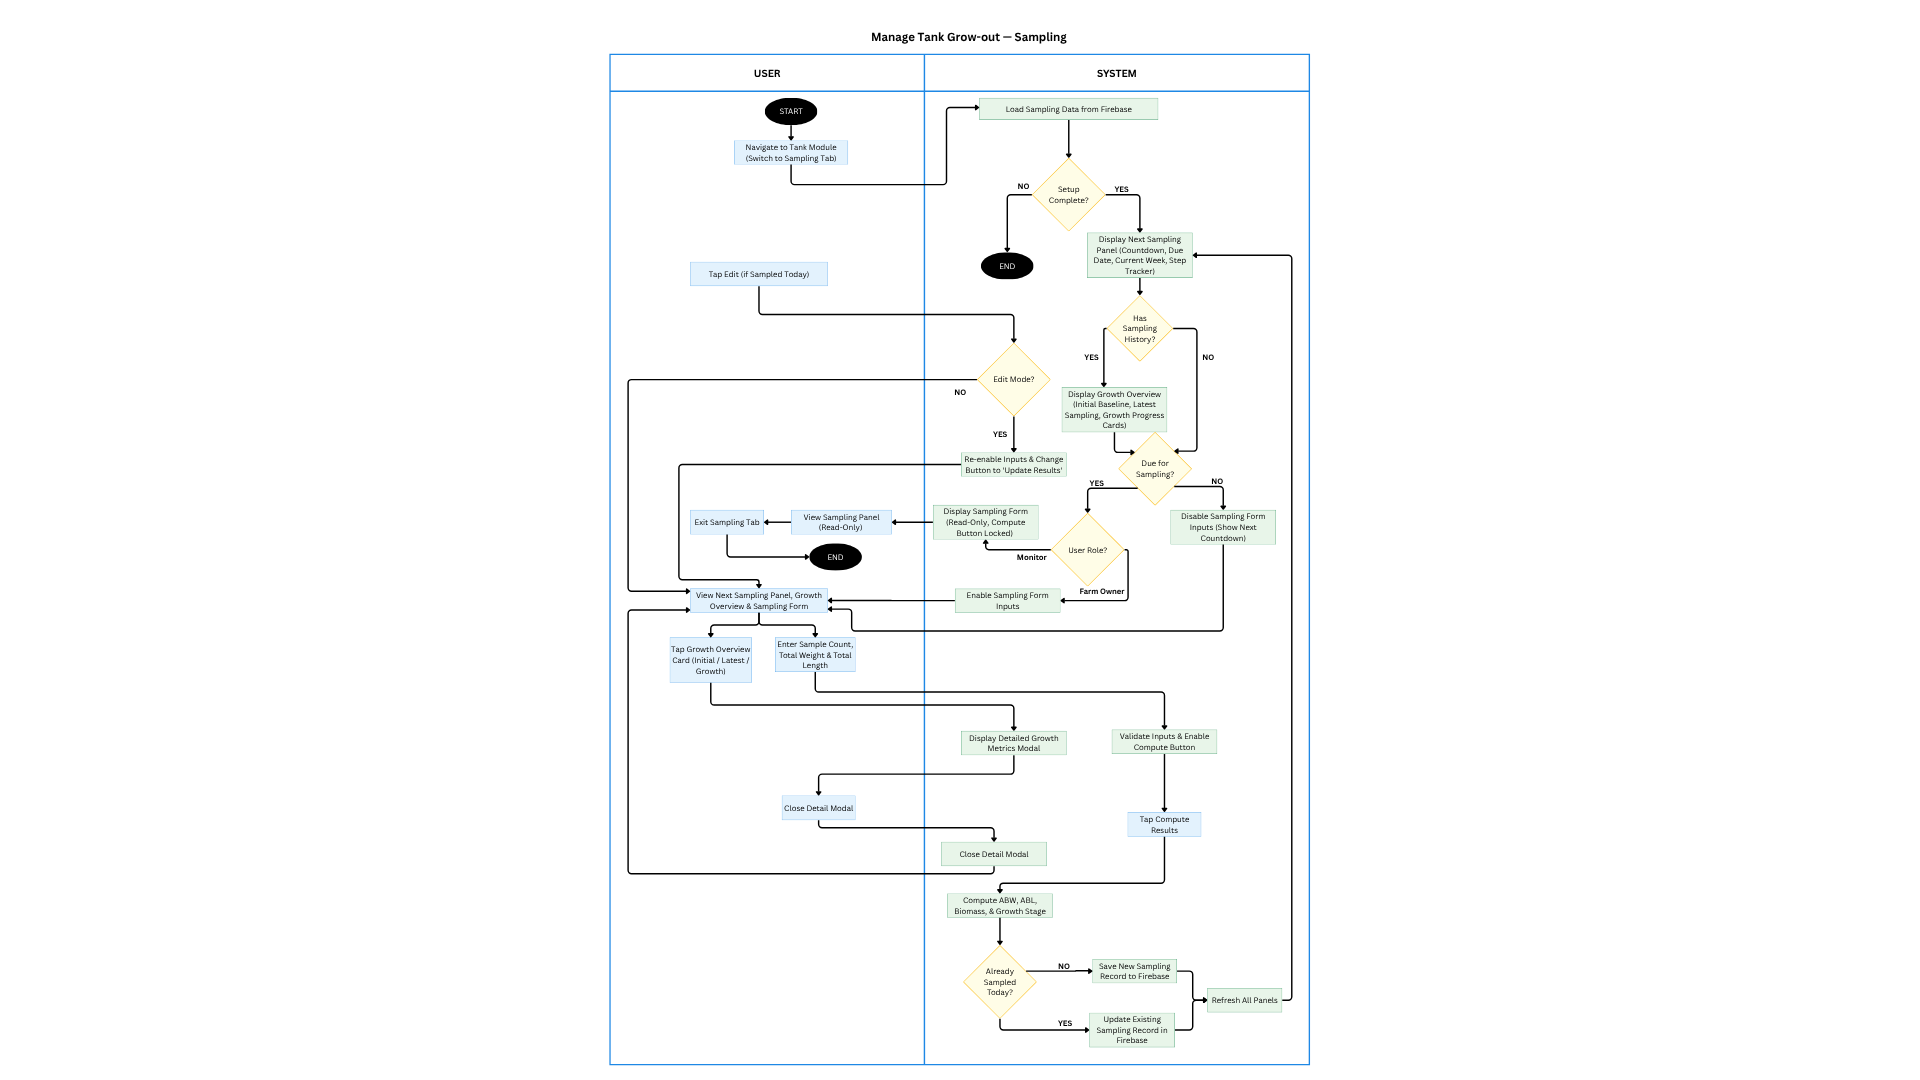 Manage Tank Grow-out — Sampling
USER
SYSTEM
START
Load Sampling Data from Firebase
Navigate to Tank Module
(Switch to Sampling Tab)
Setup
Complete?
NO
YES
END
Display Next Sampling
Panel (Countdown, Due
Date, Current Week, Step
Tracker)
Tap Edit (if Sampled Today)
Has
Sampling
History?
YES
NO
Edit Mode?
NO
YES
Display Growth Overview
(Initial Baseline, Latest
Sampling, Growth Progress
Cards)
Re-enable Inputs & Change
Button to 'Update Results'
Due for
Sampling?
YES
NO
Exit Sampling Tab
View Sampling Panel
(Read-Only)
Display Sampling Form
(Read-Only, Compute
Button Locked)
Disable Sampling Form
Inputs (Show Next
Countdown)
END
User Role?
Monitor
Farm Owner
View Next Sampling Panel, Growth
Overview & Sampling Form
Enable Sampling Form
Inputs
Tap Growth Overview
Card (Initial / Latest /
Growth)
Enter Sample Count,
Total Weight & Total
Length
Display Detailed Growth
Metrics Modal
Validate Inputs & Enable
Compute Button
Close Detail Modal
Tap Compute
Results
Close Detail Modal
Compute ABW, ABL,
Biomass, & Growth Stage
Already
Sampled
Today?
NO
YES
Save New Sampling
Record to Firebase
Refresh All Panels
Update Existing
Sampling Record in
Firebase